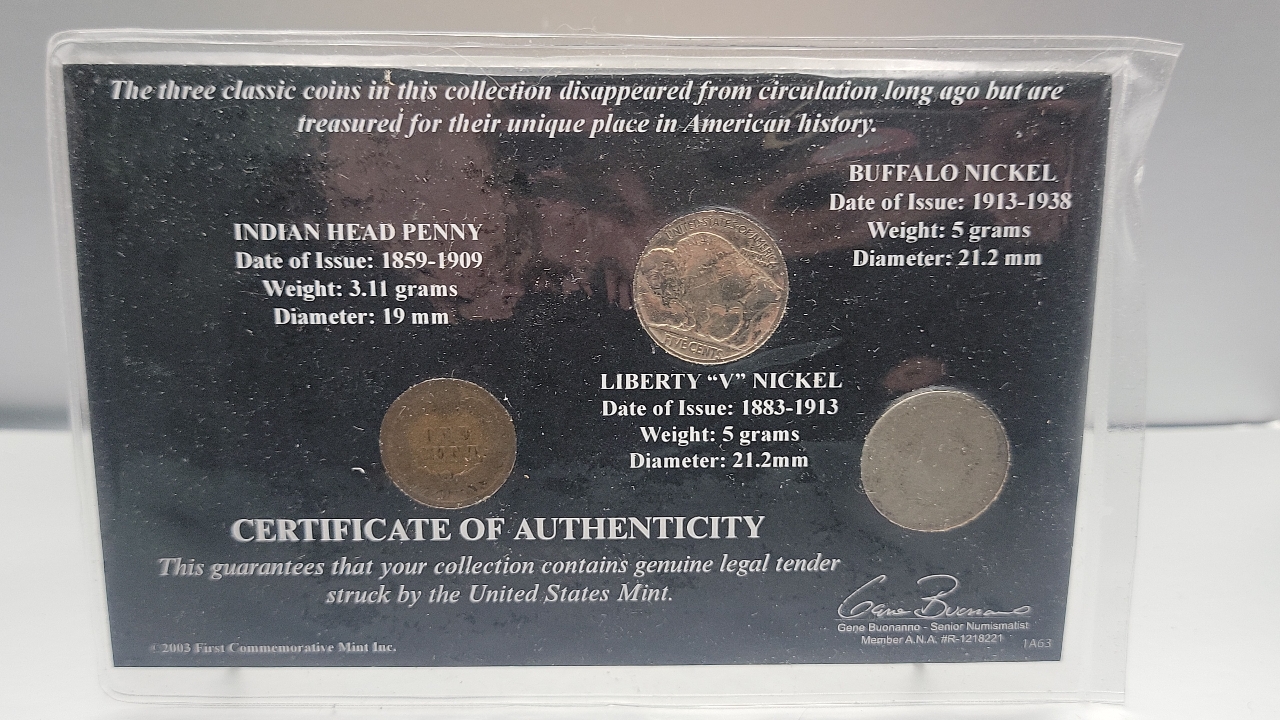 The three classic coins in this collection disappeared from circulation long ago but are
treasured for their unique place in American history.
BUFFALO NICKEL
Date of Issue: 1913-1938
Weight: 5 grams
Diameter: 21.2 mm
INDIAN HEAD PENNY
Date of Issue: 1859-1909
Weight: 3.11 grams
Diameter: 19 mm
FIVE CENTS
LIBERTY “V” NICKEL
Date of Issue: 1883-1913
Weight: 5 grams
Diameter: 21.2mm
CERTIFICATE OF AUTHENTICITY
This guarantees that your collection contains genuine legal tender
struck by the United States Mint.
Gene Buonanno
Gene Buonanno - Senior Numismatist
Member A.N.A. #R-1218221
1A63
©2003 First Commemorative Mint Inc.